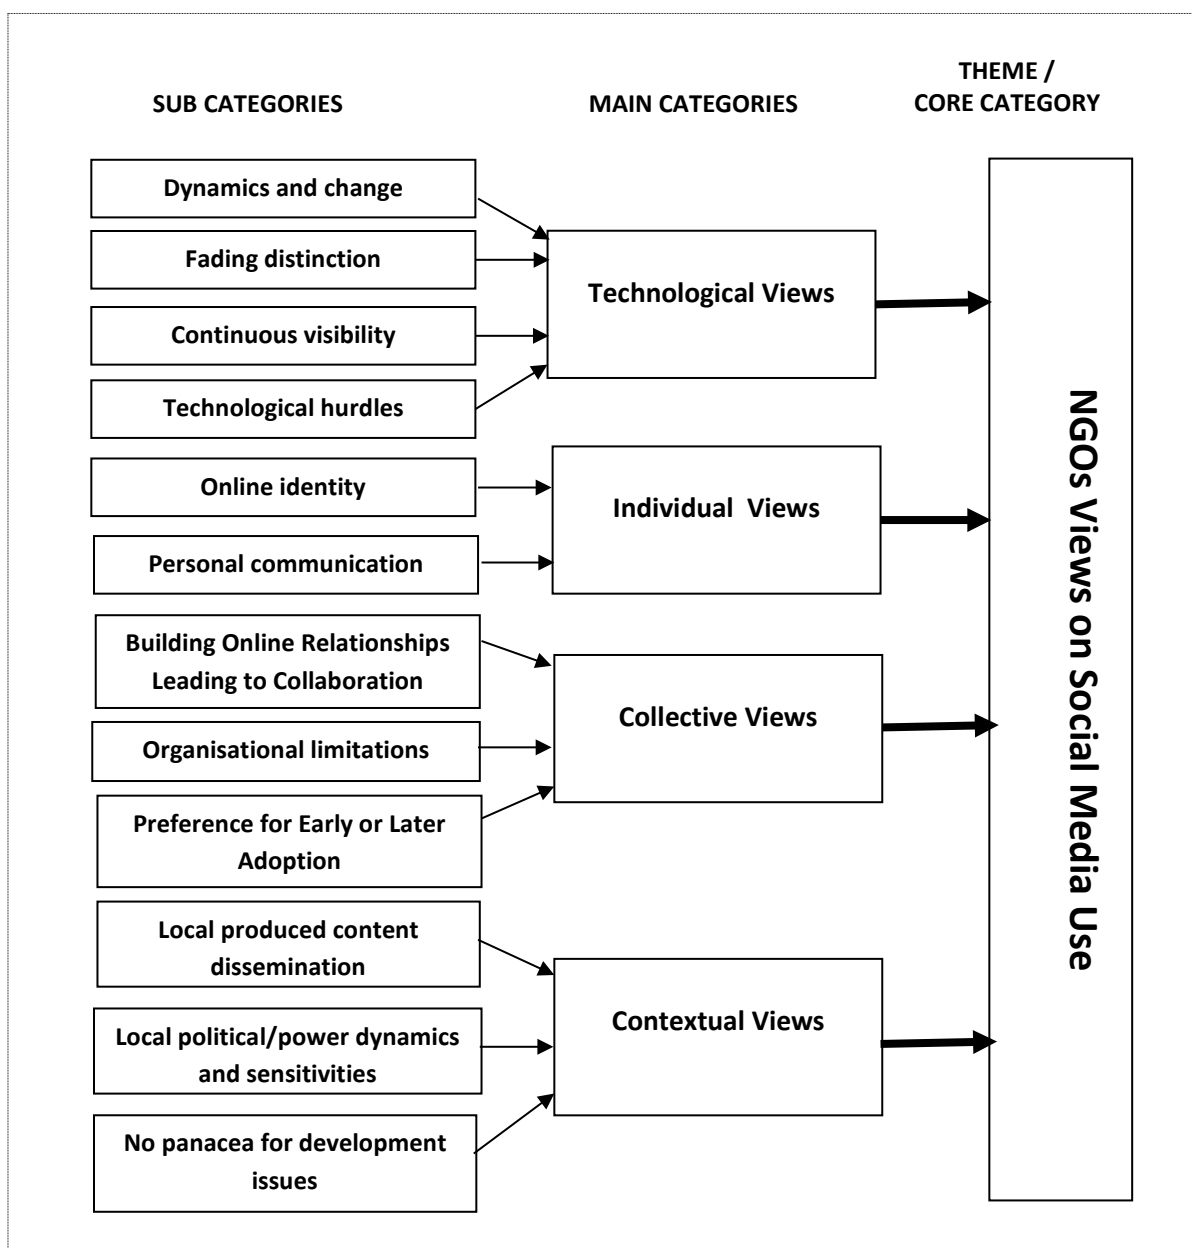 SUB CATEGORIES
MAIN CATEGORIES
THEME /
CORE CATEGORY
Dynamics and change
Fading distinction
Continuous visibility
Technological hurdles
Technological Views
Online identity
Personal communication
Individual  Views
Building Online Relationships
Leading to Collaboration
Organisational limitations
Preference for Early or Later
Adoption
Collective Views
Local produced content
dissemination
Local political/power dynamics
and sensitivities
No panacea for development
issues
Contextual Views
NGOs Views on Social Media Use